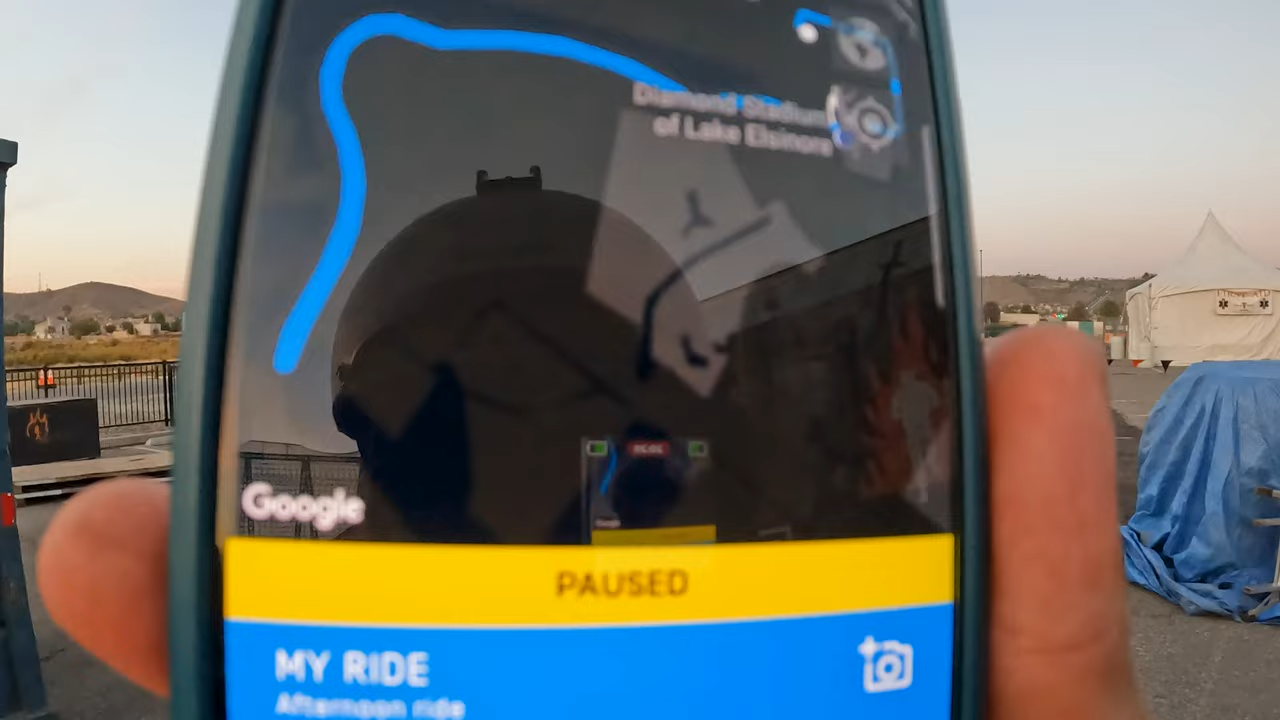 Diamond Stadium
of Lake Elsinore
Google
PAUSED
MY RIDE
Afternoon ride